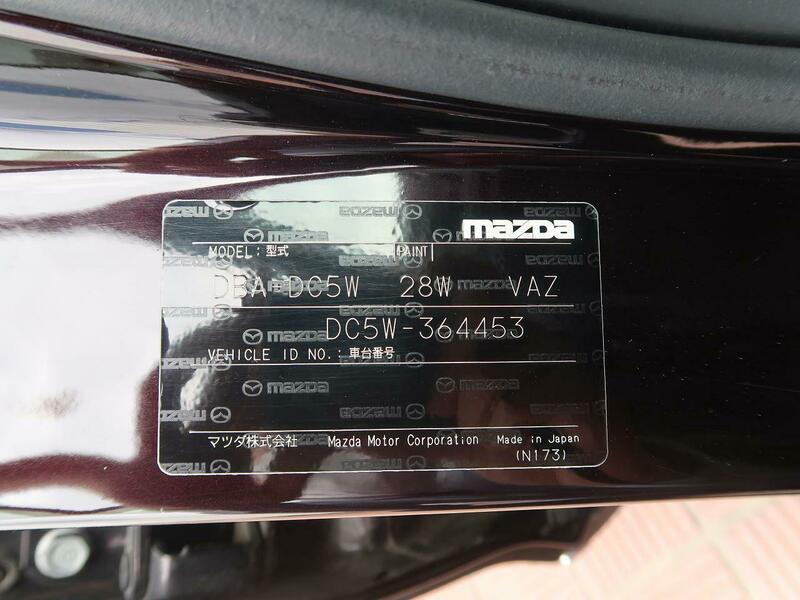 mazda
MODEL：型式 PAINT
DBA-DC5W 28W VAZ
DC5W-364453
VEHICLE ID NO.：車台番号
マツダ株式会社 Mazda Motor Corporation Made in Japan
(N173)